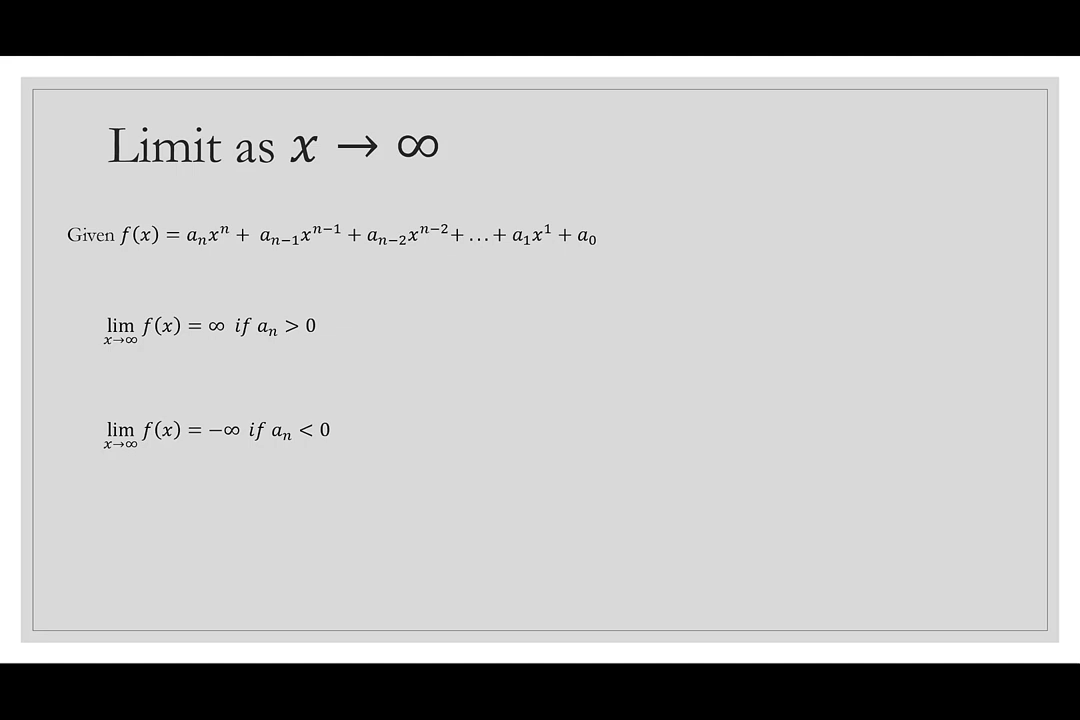 Limit as 𝑥 → ∞
Given 𝑓(𝑥) = 𝑎ₙ𝑥ⁿ + 𝑎ₙ₋₁𝑥ⁿ⁻¹ + 𝑎ₙ₋₂𝑥ⁿ⁻² + … + 𝑎₁𝑥¹ + 𝑎₀
lim 𝑓(𝑥) = ∞ 𝑖𝑓 𝑎ₙ > 0
𝑥→∞
lim 𝑓(𝑥) = −∞ 𝑖𝑓 𝑎ₙ < 0
𝑥→∞